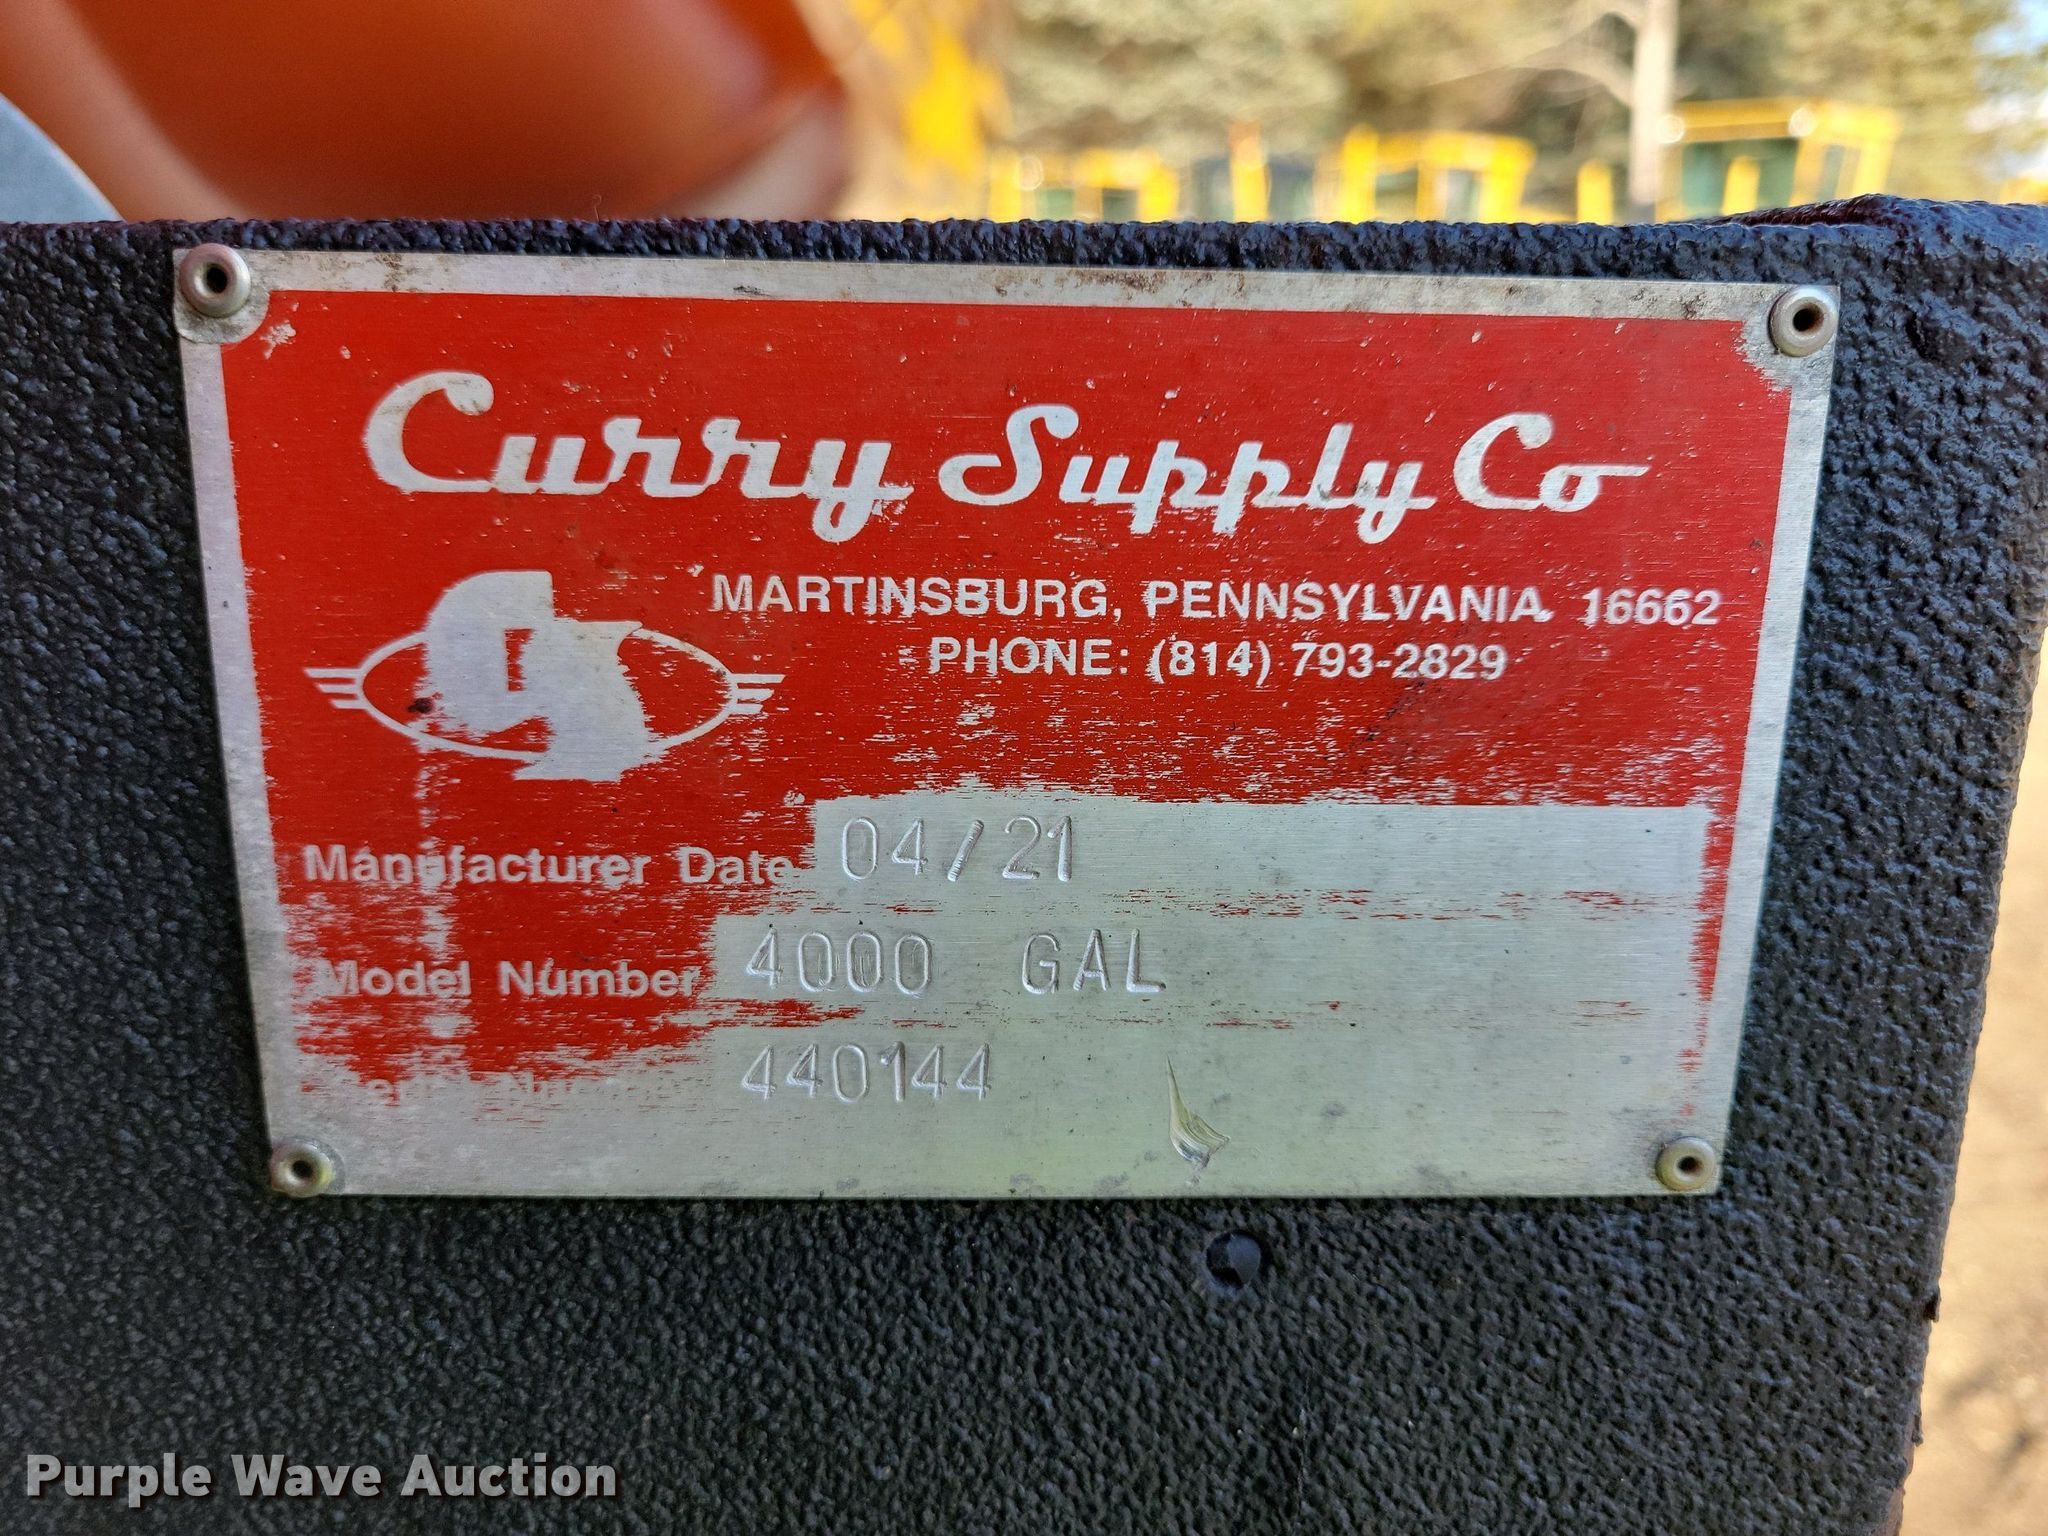 Curry Supply Co
MARTINSBURG, PENNSYLVANIA 16662
PHONE: (814) 793-2829
Manufacturer Date 04/21
Model Number 4000 GAL
440144
Purple Wave Auction